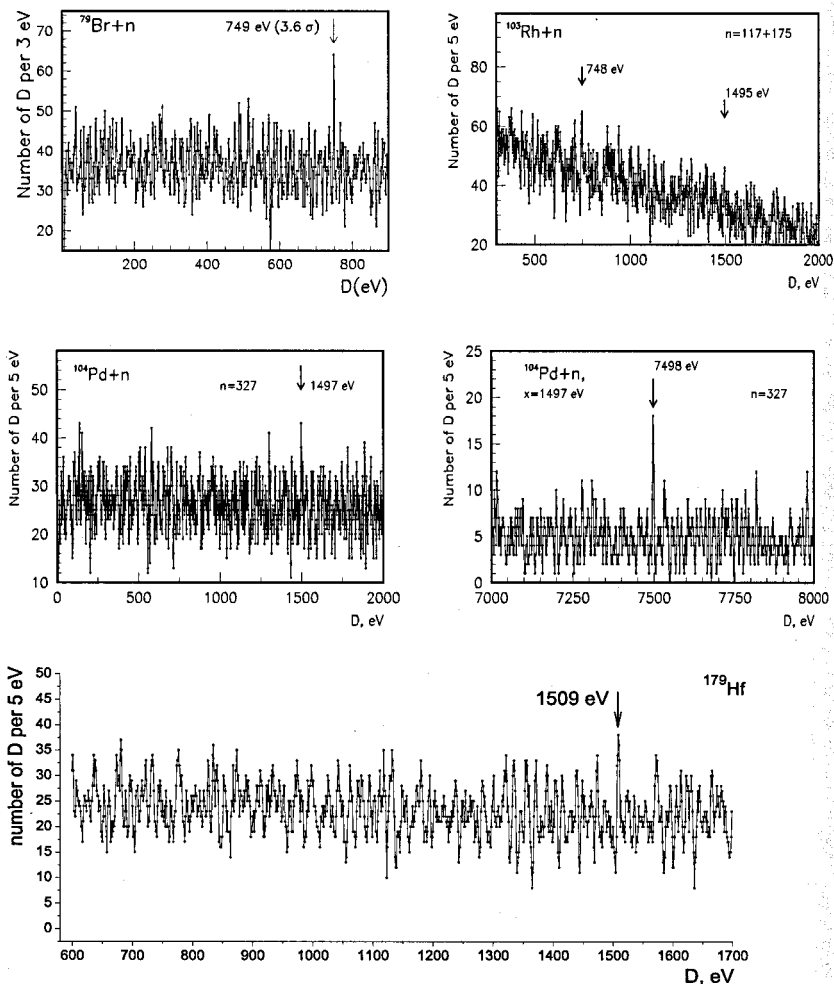 ⁷⁹Br+n
749 eV (3.6 σ)
Number of D per 3 eV
70
60
50
40
30
20
200
400
600
800
D(eV)
¹⁰³Rh+n
n=117+175
748 eV
1495 eV
Number of D per 5 eV
80
60
40
20
500
1000
1500
2000
D, eV
¹⁰⁴Pd+n
n=327
1497 eV
Number of D per 5 eV
50
40
30
20
10
0
250
500
750
1000
1250
1500
1750
2000
D, eV
¹⁰⁴Pd+n,
x=1497 eV
7498 eV
n=327
Number of D per 5 eV
25
20
15
10
5
0
7000
7250
7500
7750
8000
D, eV
¹⁷⁹Hf
1509 eV
number of D per 5 eV
50
45
40
35
30
25
20
15
10
5
0
600
700
800
900
1000
1100
1200
1300
1400
1500
1600
1700
D, eV